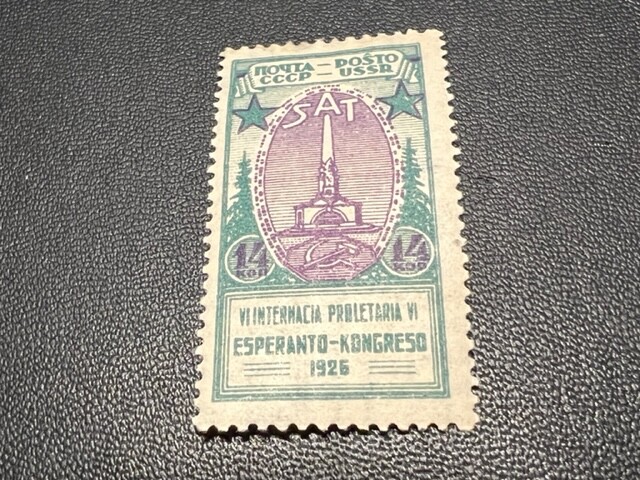 ПОЧТА — POŜTO
СССР — USSR
SAT
14 14
КОП КОП
VI INTERNACIA PROLETARIA VI
ESPERANTO-KONGRESO
1926